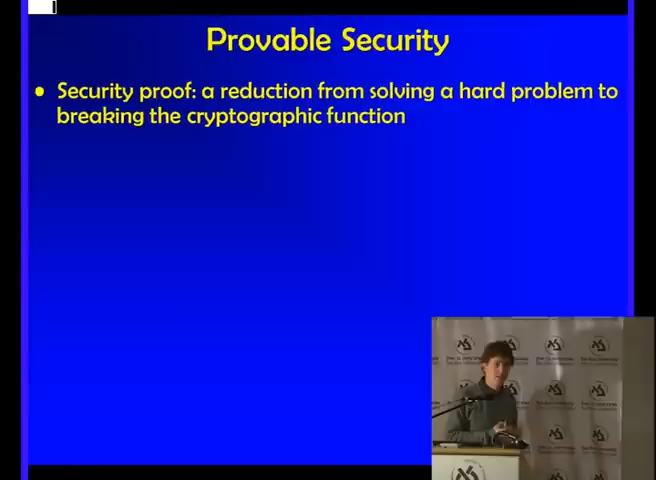 Provable Security
• Security proof: a reduction from solving a hard problem to
breaking the cryptographic function